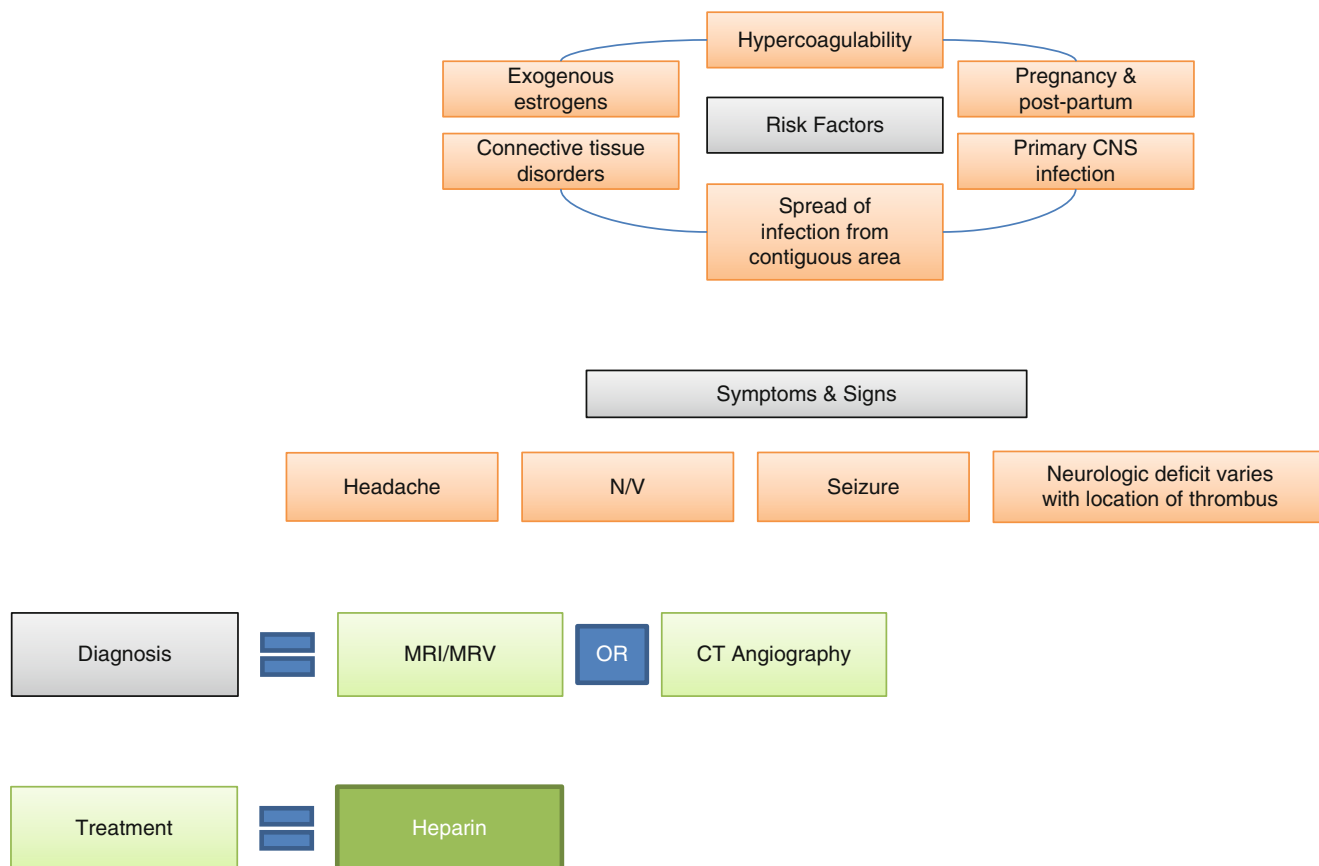 Hypercoagulability
Exogenous
estrogens
Pregnancy &
post-partum
Risk Factors
Connective tissue
disorders
Primary CNS
infection
Spread of
infection from
contiguous area
Symptoms & Signs
Headache
N/V
Seizure
Neurologic deficit varies
with location of thrombus
Diagnosis
MRI/MRV
OR
CT Angiography
Treatment
Heparin